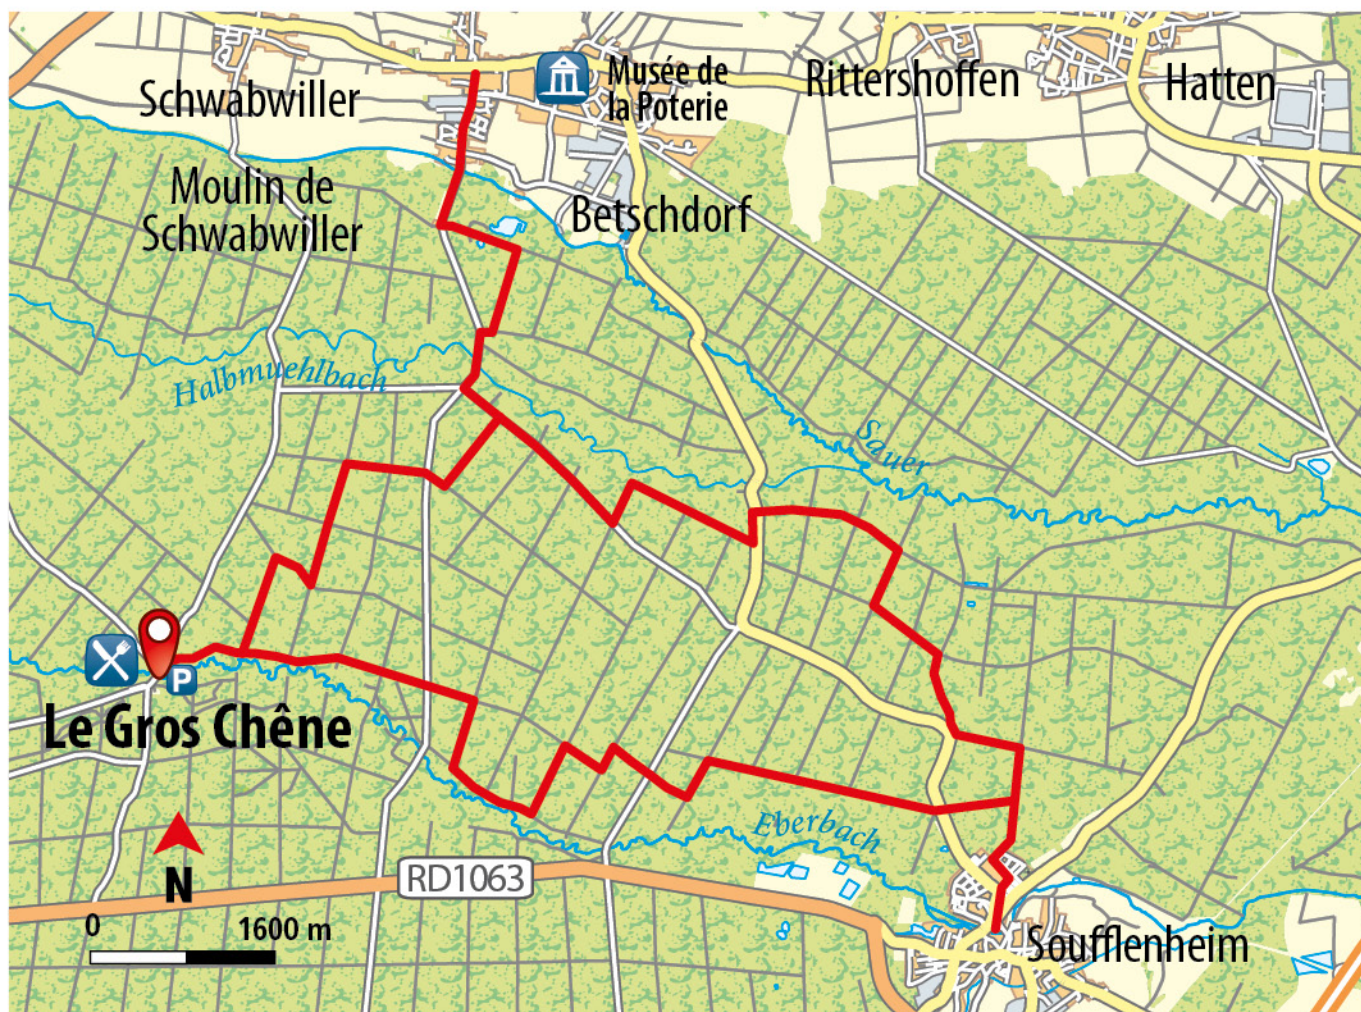 Musée de
la Poterie
Rittershoffen
Hatten
Schwabwiller
Moulin de
Schwabwiller
Betschdorf
Halbmuehlbach
Sauer
P
Le Gros Chêne
Eberbach
N
RD1063
0 1600 m
Soufflenheim